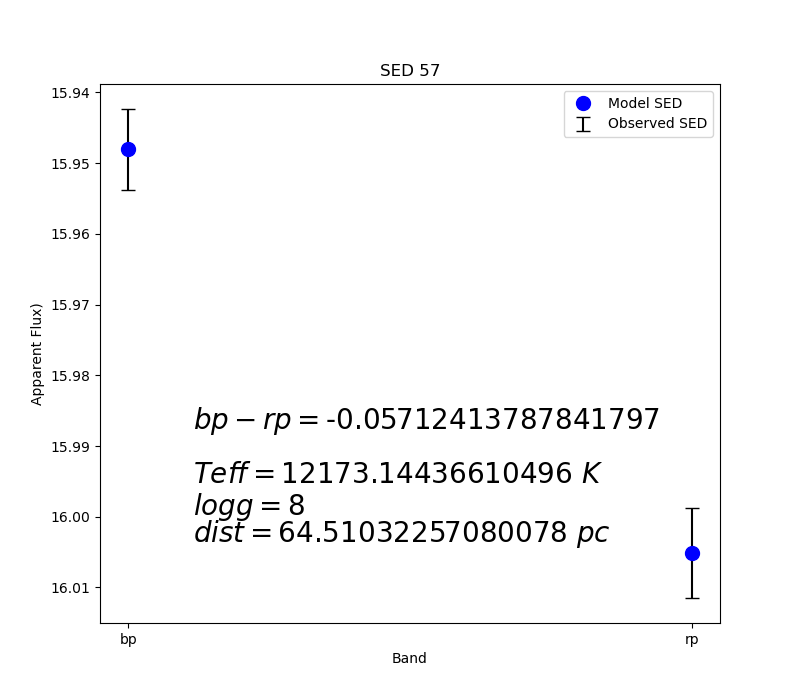 SED 57
Model SED
Observed SED
15.94
15.95
15.96
15.97
15.98
15.99
16.00
16.01
Apparent Flux)
bp − rp = -0.05712413787841797
Teff = 12173.14436610496 K
logg = 8
dist = 64.51032257080078 pc
bp
rp
Band